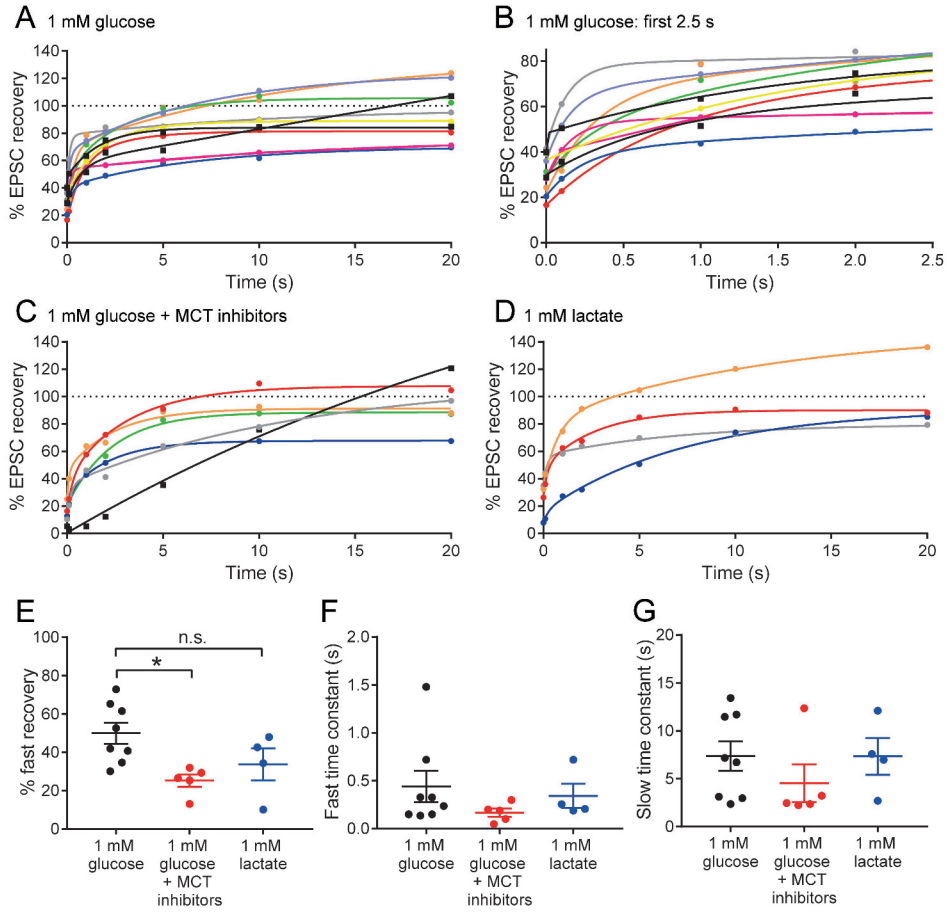 A 1 mM glucose
% EPSC recovery
140
120
100
80
60
40
20
0
0 5 10 15 20
Time (s)
B 1 mM glucose: first 2.5 s
% EPSC recovery
80
60
40
20
0
0.0 0.5 1.0 1.5 2.0 2.5
Time (s)
C 1 mM glucose + MCT inhibitors
% EPSC recovery
140
120
100
80
60
40
20
0
0 5 10 15 20
Time (s)
D 1 mM lactate
% EPSC recovery
140
120
100
80
60
40
20
0
0 5 10 15 20
Time (s)
E
% fast recovery
100
80
60
40
20
0
n.s.
*
1 mM glucose
1 mM glucose + MCT inhibitors
1 mM lactate
F
Fast time constant (s)
2.0
1.5
1.0
0.5
0.0
1 mM glucose
1 mM glucose + MCT inhibitors
1 mM lactate
G
Slow time constant (s)
20
15
10
5
0
1 mM glucose
1 mM glucose + MCT inhibitors
1 mM lactate